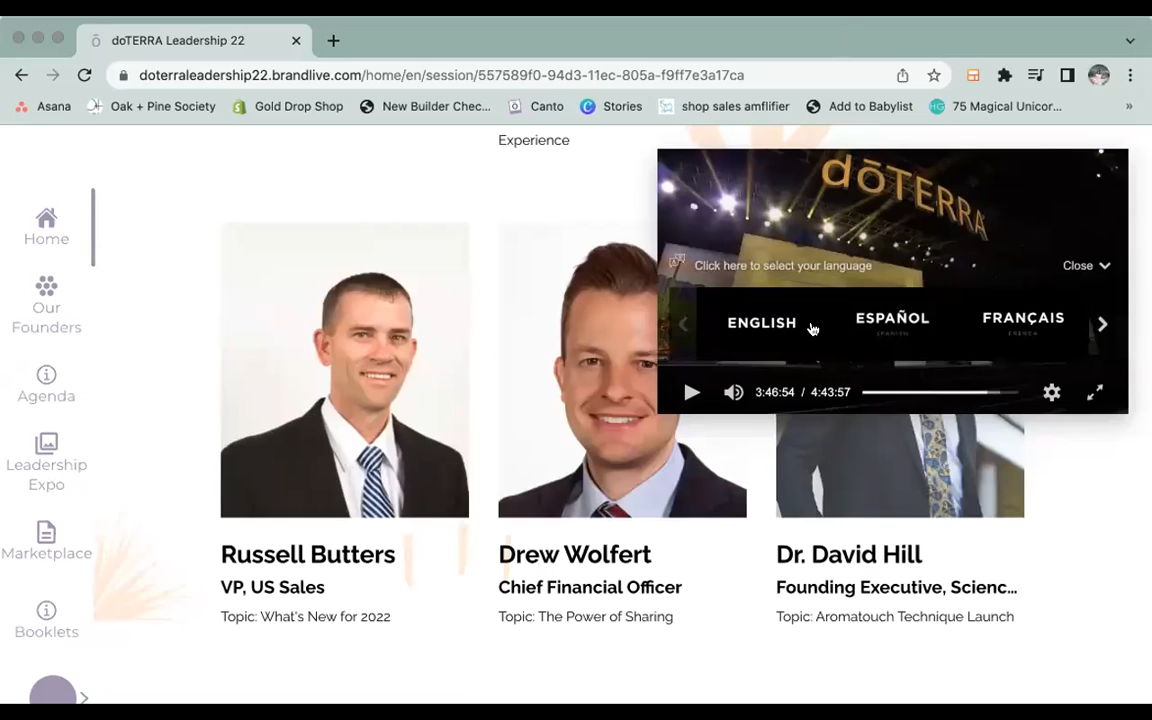 doTERRA Leadership 22
doterraleadership22.brandlive.com/home/en/session/557589f0-94d3-11ec-805a-f9ff7e3a17ca
Asana
Oak + Pine Society
Gold Drop Shop
New Builder Chec...
Canto
Stories
shop sales amflifier
Add to Babylist
HG
75 Magical Unicor...
»
Experience
dōTERRA
Click here to select your language
Close
ENGLISH
ESPAÑOL
SPANISH
FRANÇAIS
FRENCH
3:46:54 / 4:43:57
Home
Our
Founders
Agenda
Leadership
Expo
Marketplace
Booklets
Russell Butters
VP, US Sales
Topic: What's New for 2022
Drew Wolfert
Chief Financial Officer
Topic: The Power of Sharing
Dr. David Hill
Founding Executive, Scienc...
Topic: Aromatouch Technique Launch